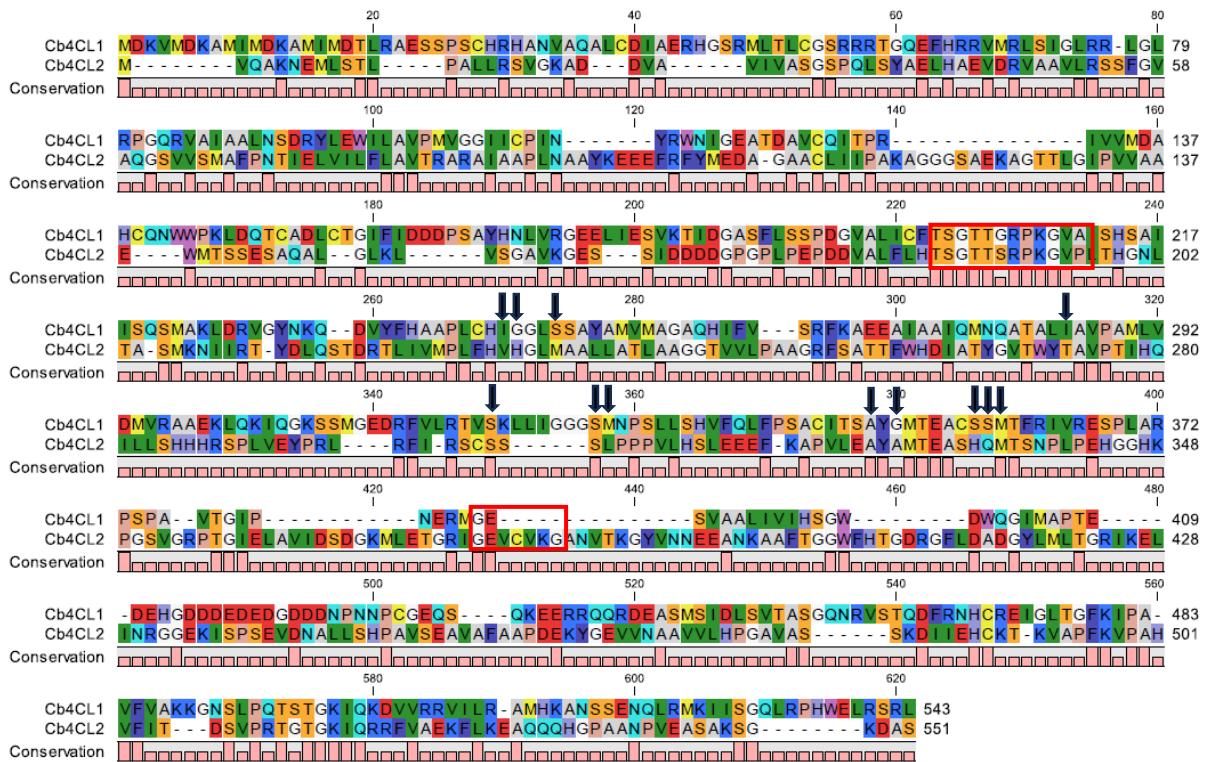 20 40 60 80
Cb4CL1 MDKVMDKAMIMDKAMIMDTLRAESSPSCHRHANVAQALCDIAERHGSRMLTLCGSRRRTGQEFHRRVMRLSIGLRR-LGL 79
Cb4CL2 M--------VQAKNEMLSTL-----PALLRSVGKAD---DVA------VIVASGSPQLSYAELHAEVDRVAAVLRSSFGV 58
Conservation
100 120 140 160
Cb4CL1 RPGQRVAIAALNSDRYLEWILAVPMVGGIICPIN-------YRWNIGEATDAVCQITPR---------------IVVMDA 137
Cb4CL2 AQGSVVSMAFPNTIELVILFLAVTRARAIAAPLNAAYKEEEFRFYMEDA-GAACLIIPAKAGGGSAEKAGTTLGIPVVAA 137
Conservation
180 200 220 240
Cb4CL1 HCQNWWPKLDQTCADLCTGIFIDDDPSAYHNLVRGEELIESVKTIDGASFLSSPDGVALICFTSGTTGRPKGVAISHSAI 217
Cb4CL2 E----WMTSSESAQAL--GLKL-----VSGAVKGES----SIDDDDGPGPLPEPDDVALFLHTSGTTSRPKGVPLTHGNL 202
Conservation
260 280 300 320
Cb4CL1 ISQSMAKLDRVGYNKQ--DVYFHAAPLCHIGGLSSAYAMVMAGAQHIFV---SRFKAEEAIAAIQMNQATALIAVPAMLV 292
Cb4CL2 TA-SMKNIIRT-YDLQSTDRTLIVMPLFHVHGLMAALLATLAAGGTVVLPAAGRFSATTFWHDIATYGVTWYTAVPTIHQ 280
Conservation
340 360 380 400
Cb4CL1 DMVRAAEKLQKIQGKSSMGEDRFVLRTVSKLLIGGGSMNPSLLSHVFQLFPSACITSAYGMTEACSSMTFRIVRESPLAR 372
Cb4CL2 ILLSHHHRSPLVEYPRL----RFI-RSCSS------SLPPPVLHSLEEEF-KAPVLEAYAMTEASHQMTSNPLPEHGGHK 348
Conservation
420 440 460 480
Cb4CL1 PSPA--VTGIP------------NERMGE---------------SVAALIVIHSGW---------DWQGIMAPTE----- 409
Cb4CL2 PGSVGRPTGIELAVIDSDGKMLETGRIGEVCVKGANVTKGYVNNEEANKAAFTGGWFHTGDRGFLDADGYLMLTGRIKEL 428
Conservation
500 520 540 560
Cb4CL1 -DEHGDDDEDEDGDDDNPNNPCGEQS----QKEERRQQRDEASMSIDLSVTASGQNRVSTQDFRNHCREIGLTGFKIPA- 483
Cb4CL2 INRGGEKISPSEVDNALLSHPAVSEAVAFAAPDEKYGEVVNAAVVLHPGAVAS------SKDIIEHCKT-KVAPFKVPAH 501
Conservation
580 600 620
Cb4CL1 VFVAKKGNSLPQTSTGKIQKDVVRRVILR-AMHKANSSENQLRMKIISGQLRPHWELRSRL 543
Cb4CL2 VFIT---DSVPRTGTGKIQRRFVAEKFLKEAQQQHGPAANPVEASAKSG--------KDAS 551
Conservation